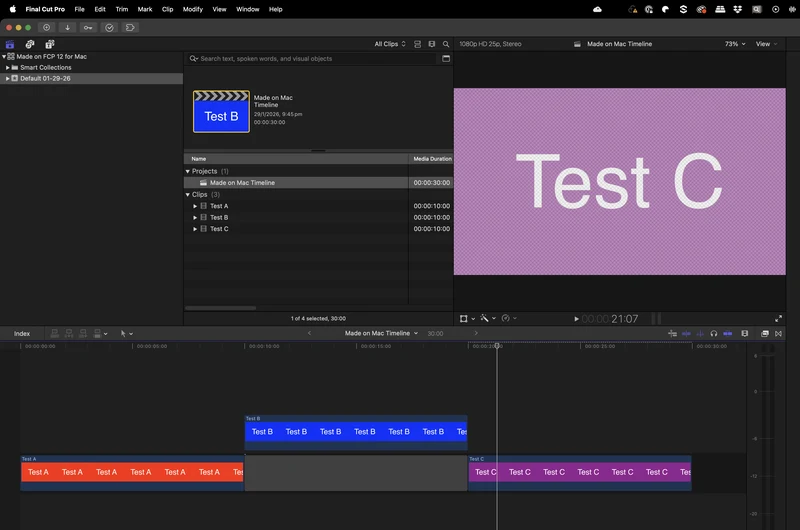 Final Cut Pro File Edit Trim Mark Clip Modify View Window Help
All Clips
1080p HD 25p, Stereo
Made on Mac Timeline
73%
View
Made on FCP 12 for Mac
Smart Collections
Default 01-29-26
Search text, spoken words, and visual objects
Test B
Made on Mac
Timeline
29/1/2026, 9:45 pm
00:00:30:00
Name Media Duration
Projects (1)
Made on Mac Timeline 00:00:30:00
Clips (3)
Test A 00:00:10:00
Test B 00:00:10:00
Test C 00:00:10:00
1 of 4 selected, 30:00
Test C
00:00:21:07
Index
Made on Mac Timeline
30:00
00:00:00:00 00:00:05:00 00:00:10:00 00:00:15:00 00:00:25:00 00:00:30:00
Test B
Test B Test B Test B Test B Test B Test B Tes
Test A
Test A Test A Test A Test A Test A Test A Test A
Test C
Test C Test C Test C Test C Test C Test C Tes